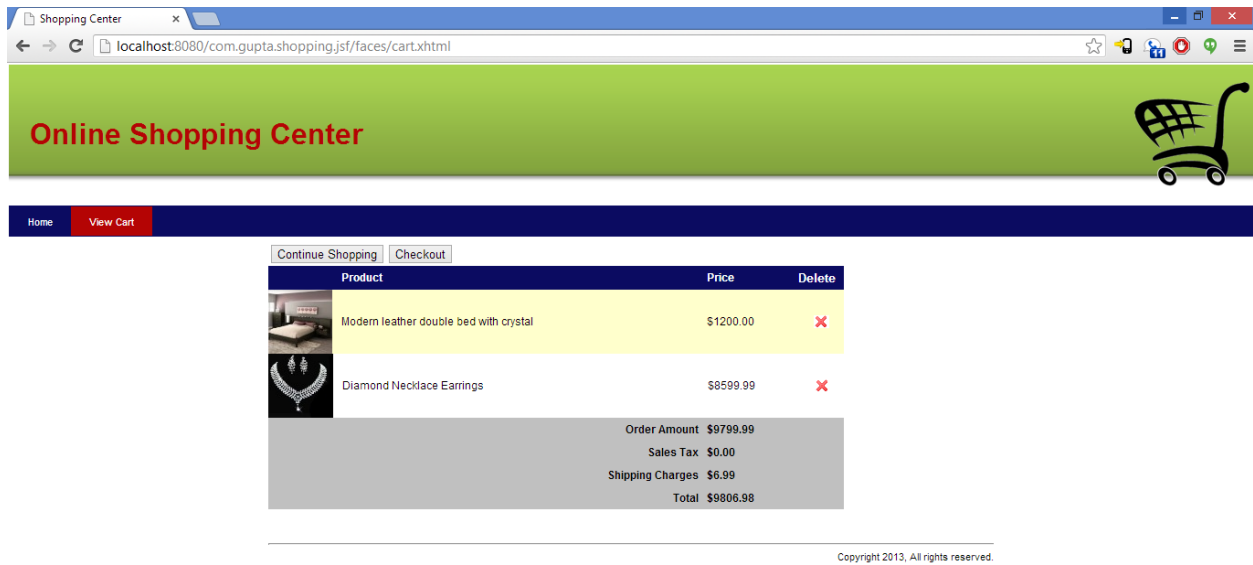 Shopping Center
localhost:8080/com.gupta.shopping.jsf/faces/cart.xhtml
11
Online Shopping Center
Home View Cart
Continue Shopping Checkout
Product Price Delete
Modern leather double bed with crystal $1200.00
Diamond Necklace Earrings $8599.99
Order Amount $9799.99
Sales Tax $0.00
Shipping Charges $6.99
Total $9806.98
Copyright 2013, All rights reserved.